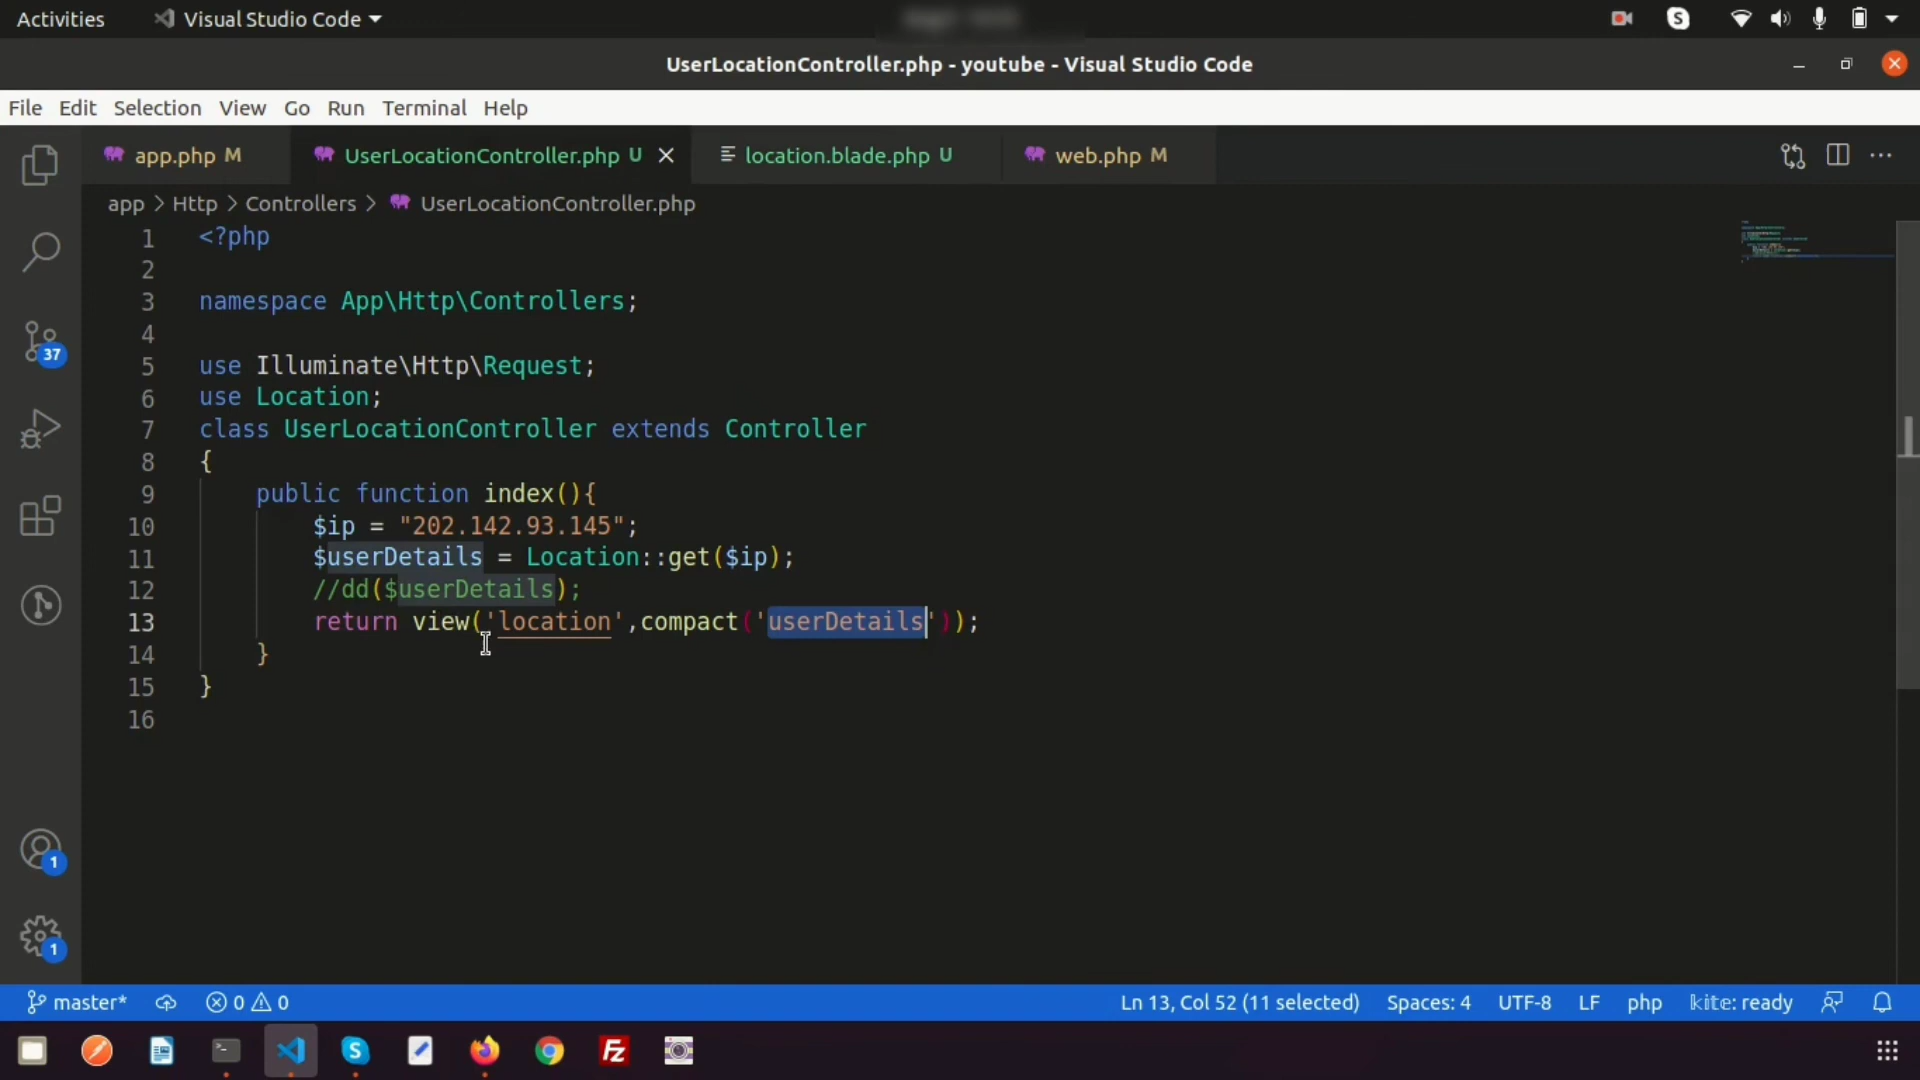 Activities Visual Studio Code
UserLocationController.php - youtube - Visual Studio Code
File Edit Selection View Go Run Terminal Help
app.php M UserLocationController.php U location.blade.php U web.php M
app > Http > Controllers > UserLocationController.php
1 <?php
2
3 namespace App\Http\Controllers;
4
5 use Illuminate\Http\Request;
6 use Location;
7 class UserLocationController extends Controller
8 {
9 public function index(){
10 $ip = "202.142.93.145";
11 $userDetails = Location::get($ip);
12 //dd($userDetails);
13 return view('location',compact('userDetails'));
14 }
15 }
16
37
1
1
master* 0 0 Ln 13, Col 52 (11 selected) Spaces: 4 UTF-8 LF php kite: ready